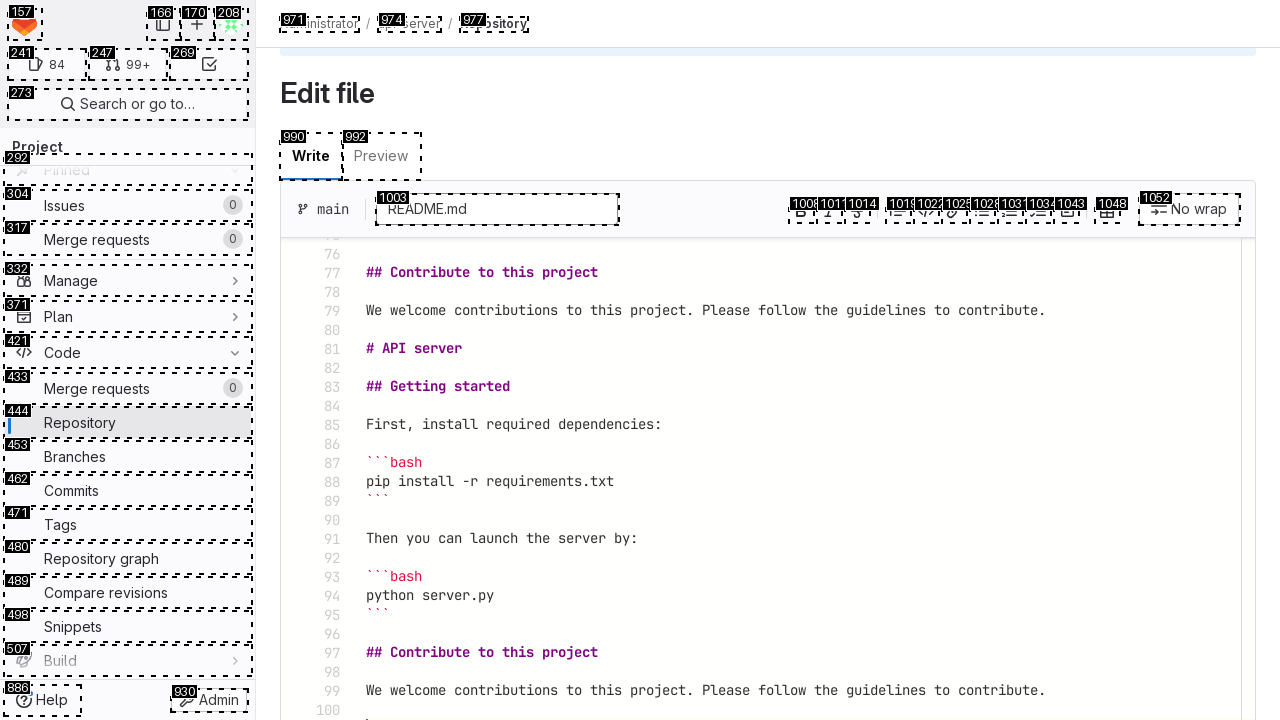 84
99+
Search or go to…
Project
Pinned
Issues 0
Merge requests 0
Manage
Plan
Code
Merge requests 0
Repository
Branches
Commits
Tags
Repository graph
Compare revisions
Snippets
Build
Help
Admin
157
166
170
208
241
247
269
273
292
304
317
332
371
421
433
444
453
462
471
480
489
498
507
886
930
971
974
977
990
992
1003
1008
1011
1014
1019
1022
1025
1028
1031
1034
1043
1048
1052
Administrator / api-server / Repository
Edit file
Write Preview
main README.md No wrap
76
77 ## Contribute to this project
78
79 We welcome contributions to this project. Please follow the guidelines to contribute.
80
81 # API server
82
83 ## Getting started
84
85 First, install required dependencies:
86
87 ```bash
88 pip install -r requirements.txt
89 ```
90
91 Then you can launch the server by:
92
93 ```bash
94 python server.py
95 ```
96
97 ## Contribute to this project
98
99 We welcome contributions to this project. Please follow the guidelines to contribute.
100